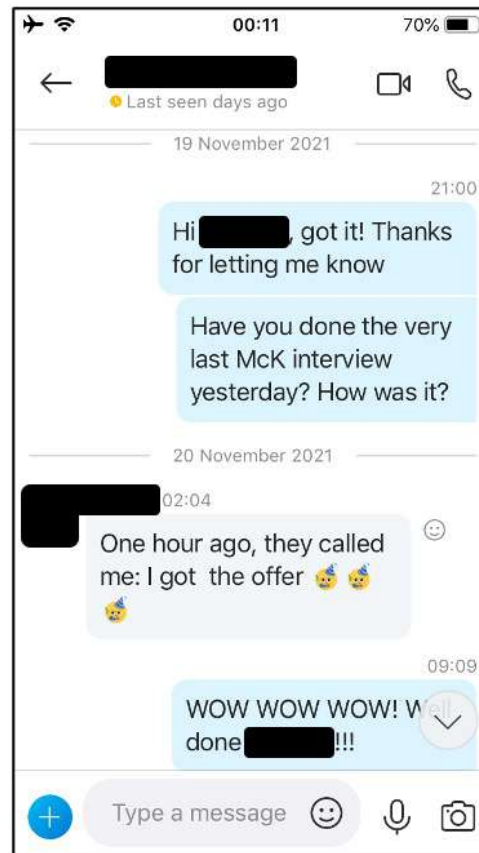 00:11
70%
Last seen days ago
19 November 2021
21:00
Hi , got it! Thanks
for letting me know
Have you done the very
last McK interview
yesterday? How was it?
20 November 2021
02:04
One hour ago, they called
me: I got the offer 🥳 🥳
🥳
09:09
WOW WOW WOW! Well
done !!!
Type a message